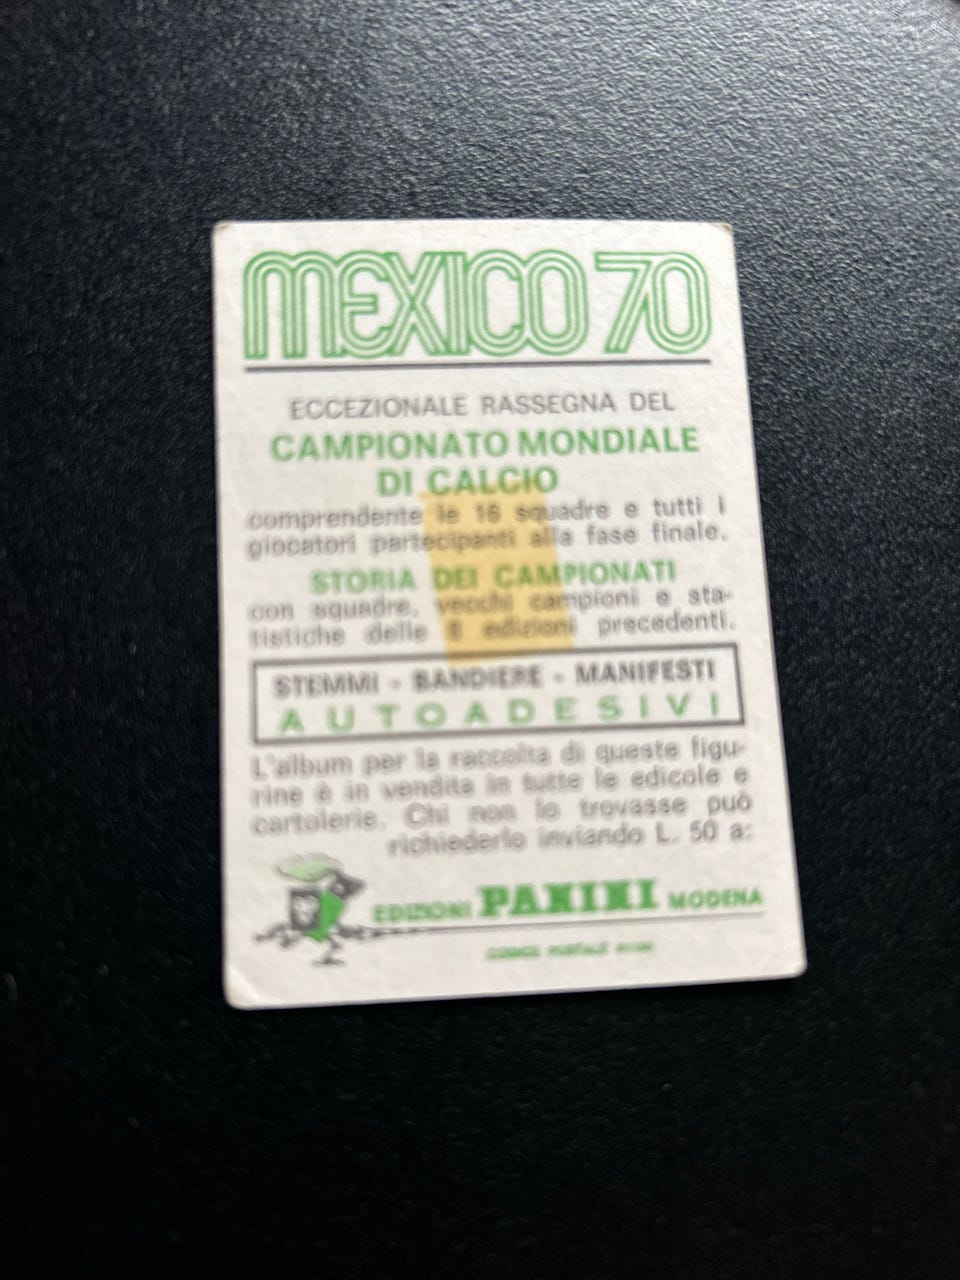 MEXICO 70
ECCEZIONALE RASSEGNA DEL
CAMPIONATO MONDIALE
DI CALCIO
comprendente le 16 squadre e tutti i
giocatori partecipanti alla fase finale.
STORIA DEI CAMPIONATI
con squadre, vecchi campioni e sta-
tistiche delle 8 edizioni precedenti.
STEMMI - BANDIERE - MANIFESTI
AUTOADESIVI
L'album per la raccolta di queste figu-
rine è in vendita in tutte le edicole e
cartolerie. Chi non lo trovasse può
richiederlo inviando L. 50 a:
EDIZIONI PANINI MODENA
CODICE POSTALE